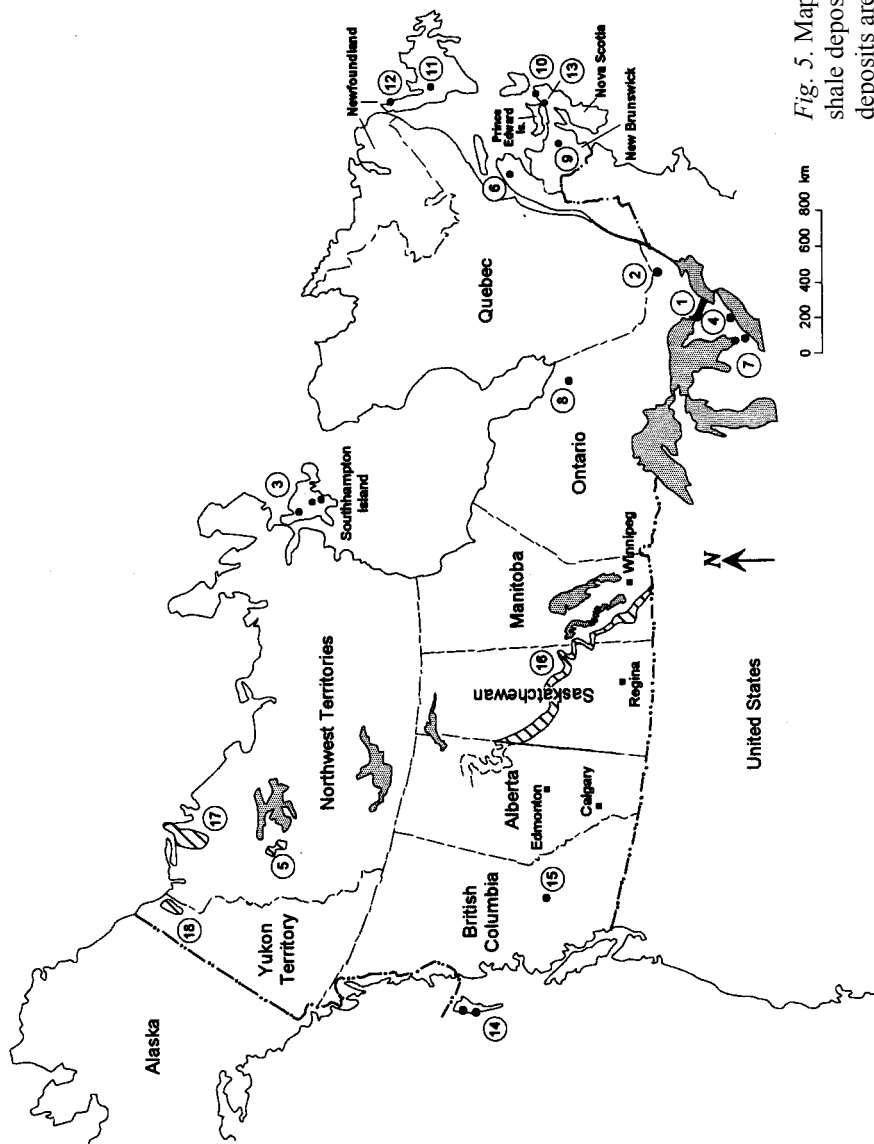 Alaska
18
17
Yukon
Territory
5
Northwest Territories
3
Southhampton
Island
14
British
Columbia
15
Alberta
Edmonton
Calgary
Saskatchewan
16
Regina
Manitoba
Winnipeg
N
United States
Ontario
8
Quebec
Newfoundland
12
11
6
Prince
Edward
Is.
10
13
Nova Scotia
9
New Brunswick
2
1
4
7
0 200 400 600 800 km
Fig. 5. Map
shale depos
deposits are